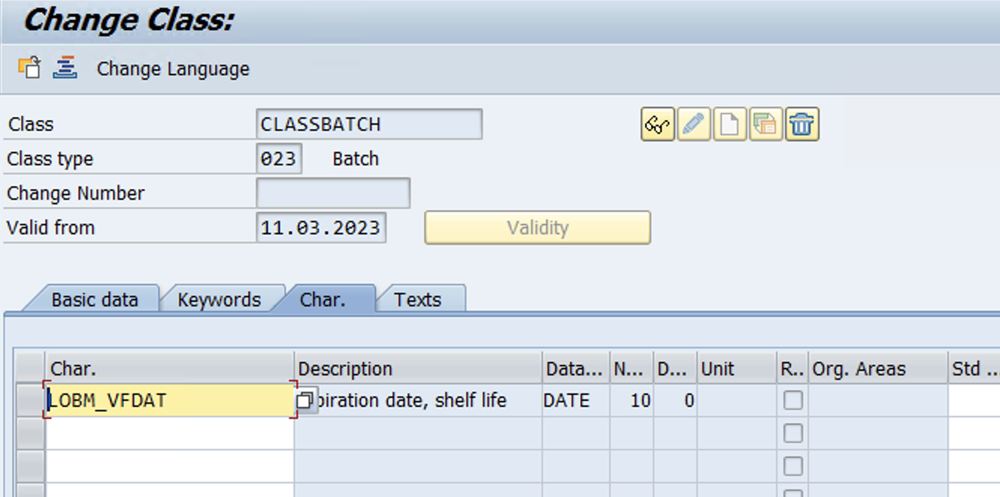 Change Class:
Change Language
Class CLASSBATCH
Class type 023 Batch
Change Number
Valid from 11.03.2023 Validity
Basic data Keywords Char. Texts
Char. Description Data... N... D... Unit R.. Org. Areas Std ...
LOBM_VFDAT piration date, shelf life DATE 10 0